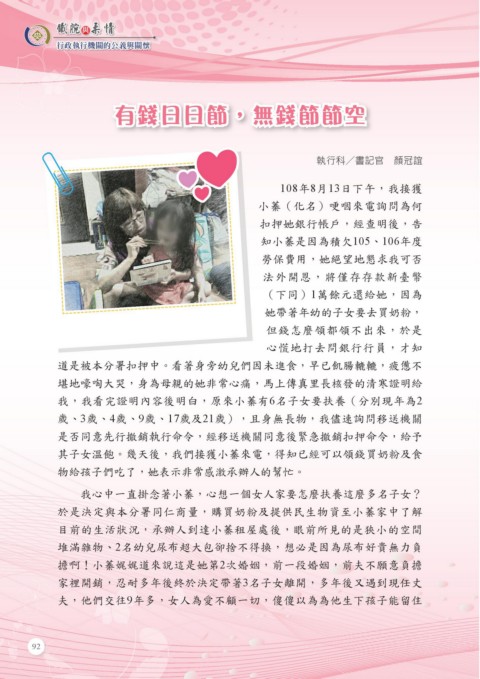 鐵腕與柔情
行政執行機關的公義與關懷
有錢日日節，無錢節節空
執行科／書記官　顏冠誼
108年8月13日下午，我接獲
小蓁（化名）哽咽來電詢問為何
扣押她銀行帳戶，經查明後，告
知小蓁是因為積欠105、106年度
勞保費用，她絕望地懇求我可否
法外開恩，將僅存存款新臺幣
（下同）1萬餘元還給她，因為
她帶著年幼的子女要去買奶粉，
但錢怎麼領都領不出來，於是
心慌地打去問銀行行員，才知
道是被本分署扣押中。看著身旁幼兒們因未進食，早已飢腸轆轆，疲憊不
堪地嚎啕大哭，身為母親的她非常心痛，馬上傳真里長核發的清寒證明給
我，我看完證明內容後明白，原來小蓁有6名子女要扶養（分別現年為2
歲、3歲、4歲、9歲、17歲及21歲），且身無長物，我儘速詢問移送機關
是否同意先行撤銷執行命令，經移送機關同意後緊急撤銷扣押命令，給予
其子女溫飽。幾天後，我們接獲小蓁來電，得知已經可以領錢買奶粉及食
物給孩子們吃了，她表示非常感激承辦人的幫忙。
我心中一直掛念著小蓁，心想一個女人家要怎麼扶養這麼多名子女？
於是決定與本分署同仁商量，購買奶粉及提供民生物資至小蓁家中了解
目前的生活狀況，承辦人到達小蓁租屋處後，眼前所見的是狹小的空間
堆滿雜物、2名幼兒尿布超大包卻捨不得換，想必是因為尿布好貴無力負
擔啊！小蓁娓娓道來說這是她第2次婚姻，前一段婚姻，前夫不願意負擔
家裡開銷，忍耐多年後終於決定帶著3名子女離開，多年後又遇到現任丈
夫，他們交往9年多，女人為愛不顧一切，傻傻以為為他生下孩子能留住
92